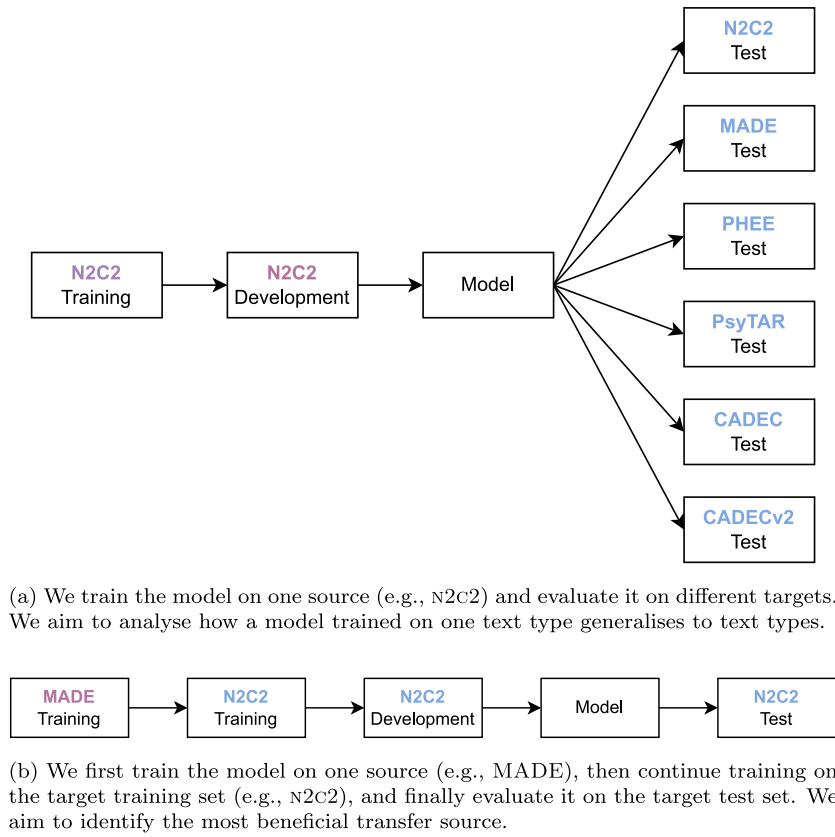 N2C2
Test
MADE
Test
PHEE
Test
N2C2
Training
N2C2
Development
Model
PsyTAR
Test
CADEC
Test
CADECv2
Test
(a) We train the model on one source (e.g., N2C2) and evaluate it on different targets.
We aim to analyse how a model trained on one text type generalises to text types.
MADE
Training
N2C2
Training
N2C2
Development
Model
N2C2
Test
(b) We first train the model on one source (e.g., MADE), then continue training on
the target training set (e.g., N2C2), and finally evaluate it on the target test set. We
aim to identify the most beneficial transfer source.